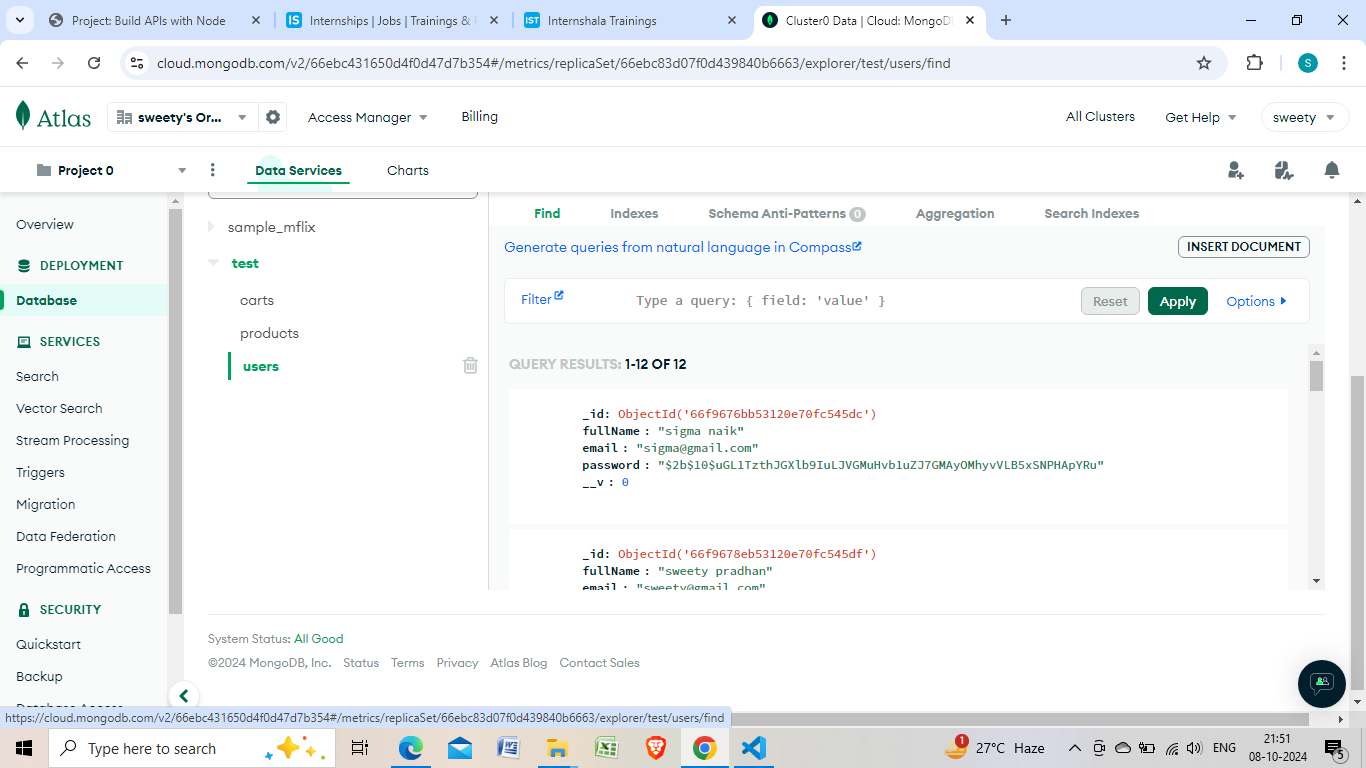 Project: Build APIs with Node
Internships | Jobs | Trainings &
Internshala Trainings
Cluster0 Data | Cloud: MongoD
cloud.mongodb.com/v2/66ebc431650d4f0d47d7b354#/metrics/replicaSet/66ebc83d07f0d439840b6663/explorer/test/users/find
S
Atlas
sweety's Or...
Access Manager
Billing
All Clusters
Get Help
sweety
Project 0
Data Services
Charts
Overview
DEPLOYMENT
Database
SERVICES
Search
Vector Search
Stream Processing
Triggers
Migration
Data Federation
Programmatic Access
SECURITY
Quickstart
Backup
sample_mflix
test
carts
products
users
Find
Indexes
Schema Anti-Patterns 0
Aggregation
Search Indexes
Generate queries from natural language in Compass
INSERT DOCUMENT
Filter
Type a query: { field: 'value' }
Reset
Apply
Options
QUERY RESULTS: 1-12 OF 12
_id: ObjectId('66f9676bb53120e70fc545dc')
fullName : "sigma naik"
email : "sigma@gmail.com"
password : "$2b$10$uGL1TzthJGXlb9IuLJVGMuHvb1uZJ7GMAyOMhyvVLB5xSNPHApYRu"
__v : 0
_id: ObjectId('66f9678eb53120e70fc545df')
fullName : "sweety pradhan"
email : "sweety@gmail.com"
System Status: All Good
©2024 MongoDB, Inc.
Status
Terms
Privacy
Atlas Blog
Contact Sales
https://cloud.mongodb.com/v2/66ebc431650d4f0d47d7b354#/metrics/replicaSet/66ebc83d07f0d439840b6663/explorer/test/users/find
Type here to search
1
27°C Haze
ENG
21:51
08-10-2024
5